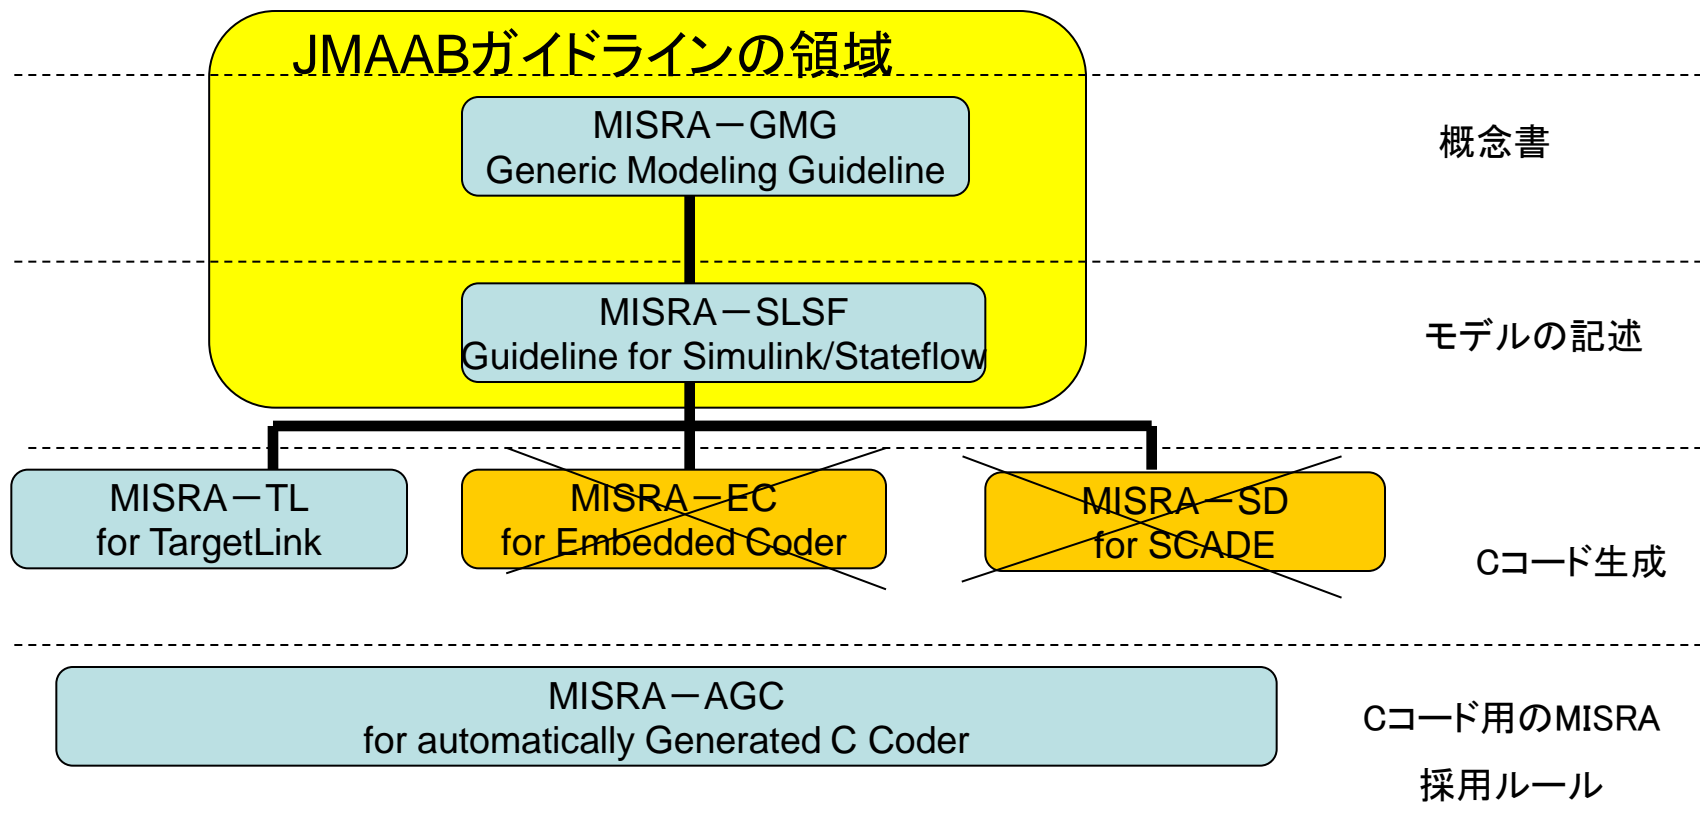 JMAABガイドラインの領域
MISRA－GMG
Generic Modeling Guideline
概念書
MISRA－SLSF
Guideline for Simulink/Stateflow
モデルの記述
MISRA－TL
for TargetLink
MISRA－EC
for Embedded Coder
MISRA－SD
for SCADE
Cコード生成
MISRA－AGC
for automatically Generated C Coder
Cコード用のMISRA
採用ルール